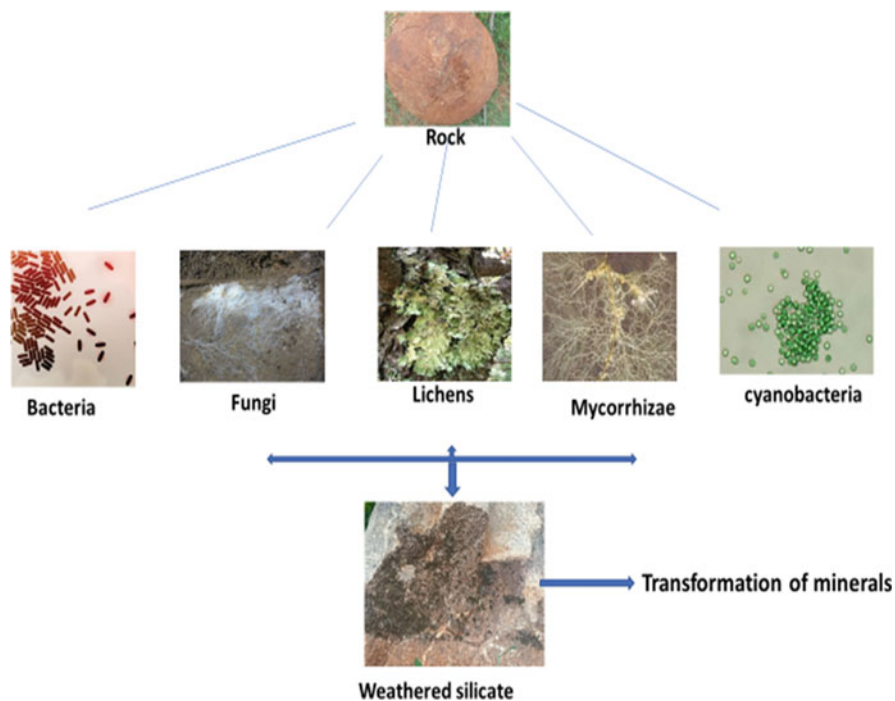 Rock
Bacteria
Fungi
Lichens
Mycorrhizae
cyanobacteria
Transformation of minerals
Weathered silicate